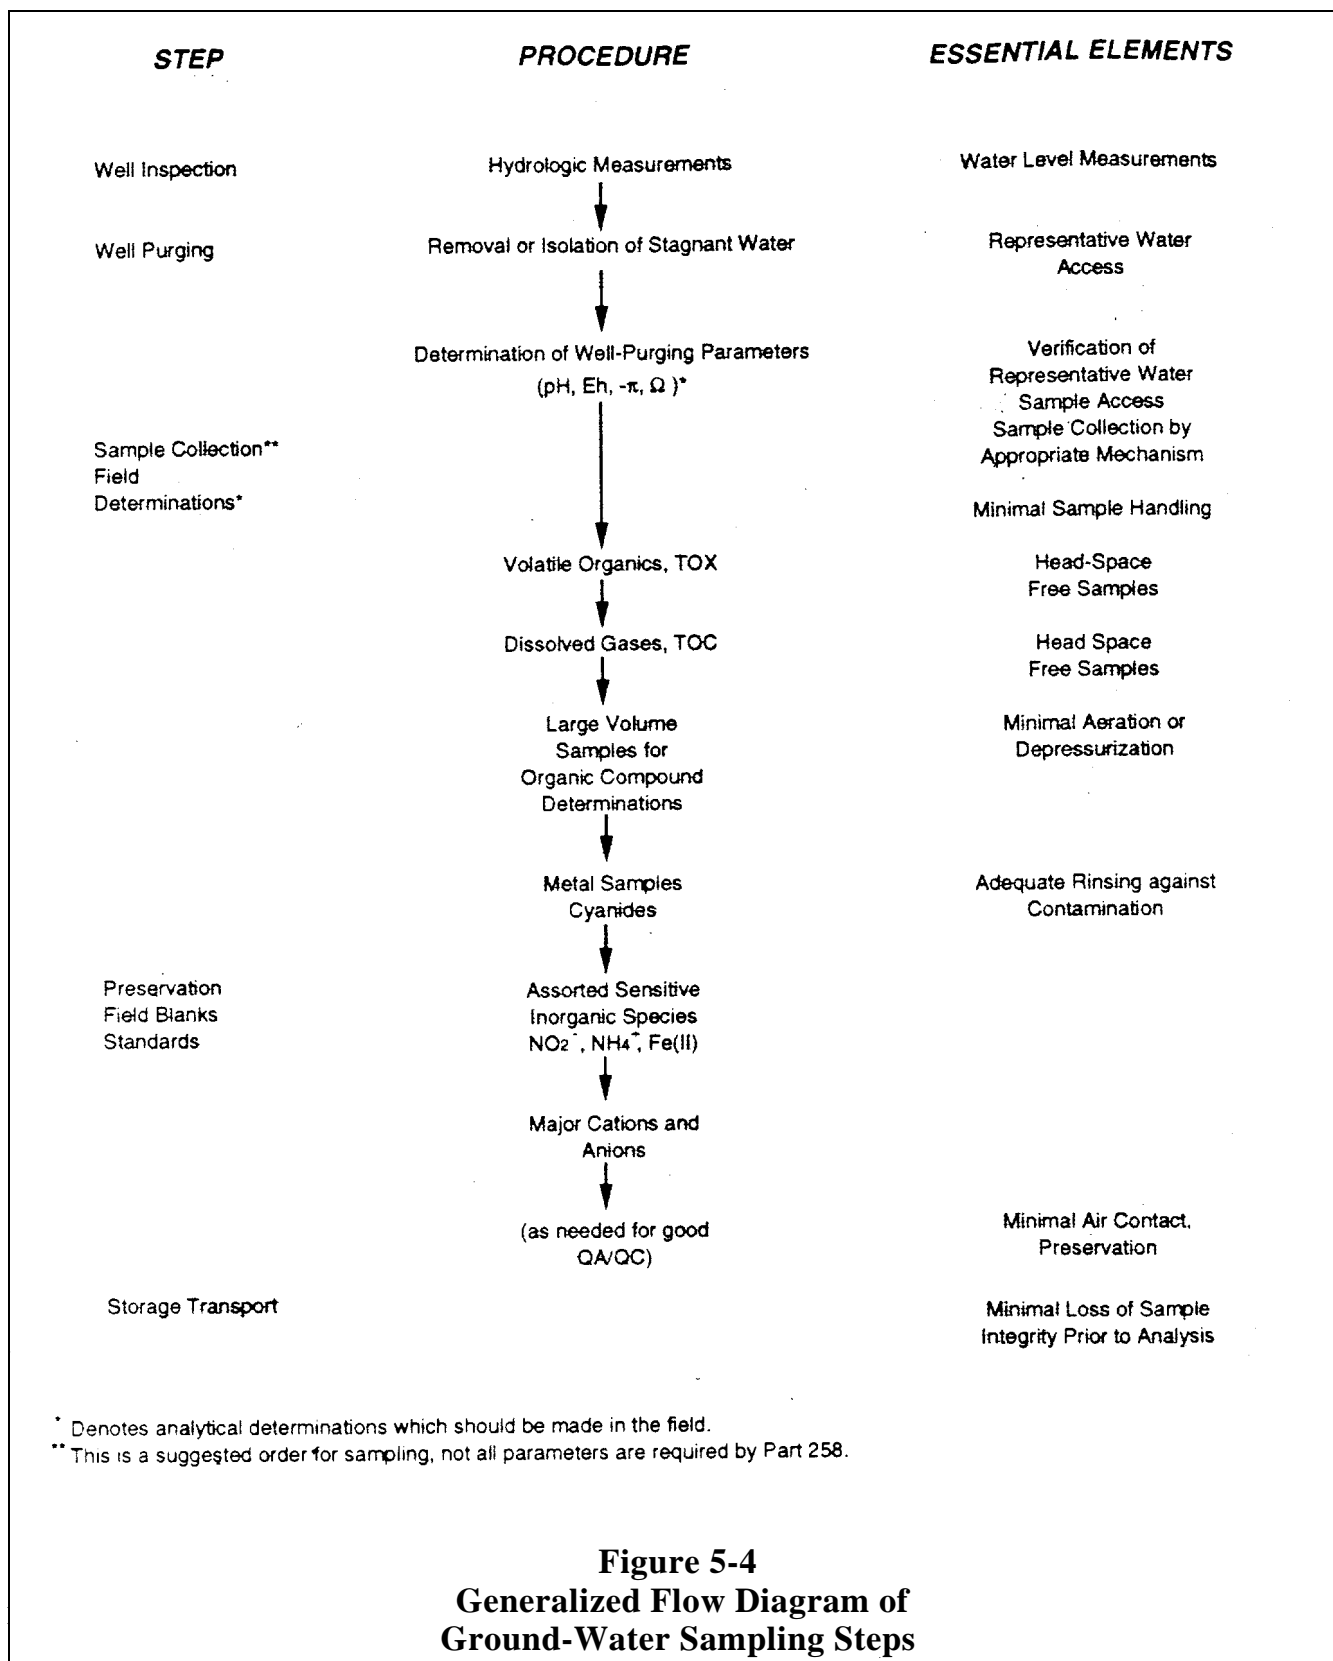 STEP PROCEDURE ESSENTIAL ELEMENTS
Well Inspection Hydrologic Measurements Water Level Measurements
Well Purging Removal or Isolation of Stagnant Water Representative Water
Access
Determination of Well-Purging Parameters Verification of
(pH, Eh, -π, Ω )* Representative Water
Sample Access
Sample Collection** Sample Collection by
Field Appropriate Mechanism
Determinations* Minimal Sample Handling
Volatile Organics, TOX Head-Space
Free Samples
Dissolved Gases, TOC Head Space
Free Samples
Large Volume Minimal Aeration or
Samples for Depressurization
Organic Compound
Determinations
Metal Samples Adequate Rinsing against
Cyanides Contamination
Preservation Assorted Sensitive
Field Blanks Inorganic Species
Standards NO₂⁻, NH₄⁺, Fe(II)
Major Cations and
Anions
(as needed for good Minimal Air Contact,
QA/QC) Preservation
Storage Transport Minimal Loss of Sample
Integrity Prior to Analysis
* Denotes analytical determinations which should be made in the field.
** This is a suggested order for sampling, not all parameters are required by Part 258.
Figure 5-4
Generalized Flow Diagram of
Ground-Water Sampling Steps